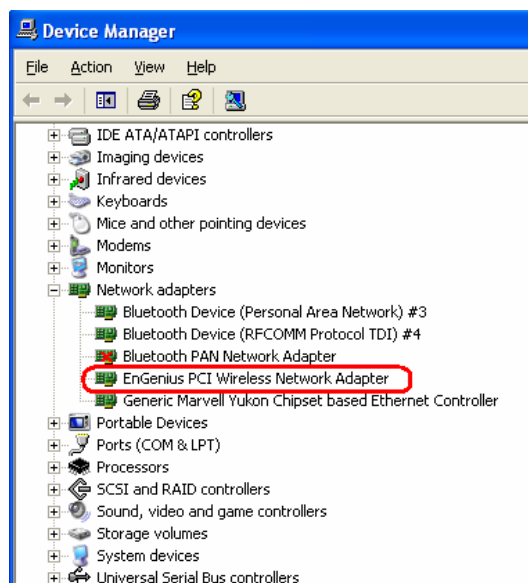 Device Manager
File Action View Help
IDE ATA/ATAPI controllers
Imaging devices
Infrared devices
Keyboards
Mice and other pointing devices
Modems
Monitors
Network adapters
Bluetooth Device (Personal Area Network) #3
Bluetooth Device (RFCOMM Protocol TDI) #4
Bluetooth PAN Network Adapter
EnGenius PCI Wireless Network Adapter
Generic Marvell Yukon Chipset based Ethernet Controller
Portable Devices
Ports (COM & LPT)
Processors
SCSI and RAID controllers
Sound, video and game controllers
Storage volumes
System devices
Universal Serial Bus controllers